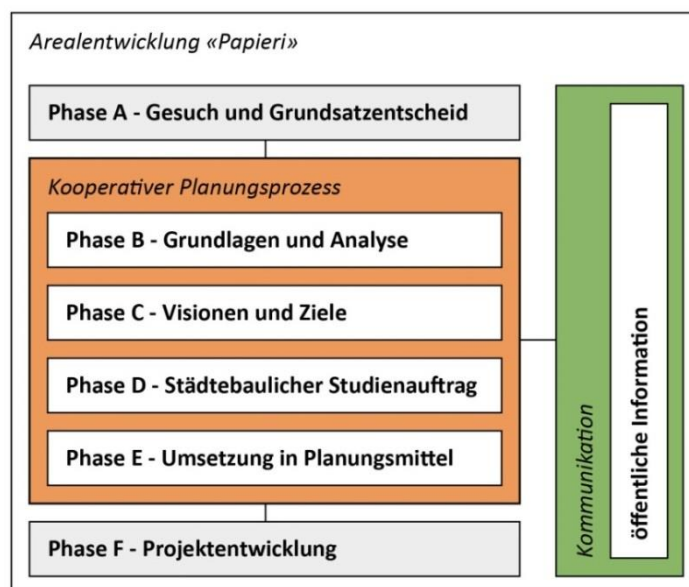 Arealentwicklung «Papieri»
Phase A - Gesuch und Grundsatzentscheid
Kooperativer Planungsprozess
Phase B - Grundlagen und Analyse
Phase C - Visionen und Ziele
Phase D - Städtebaulicher Studienauftrag
Phase E - Umsetzung in Planungsmittel
Phase F - Projektentwicklung
Kommunikation
öffentliche Information